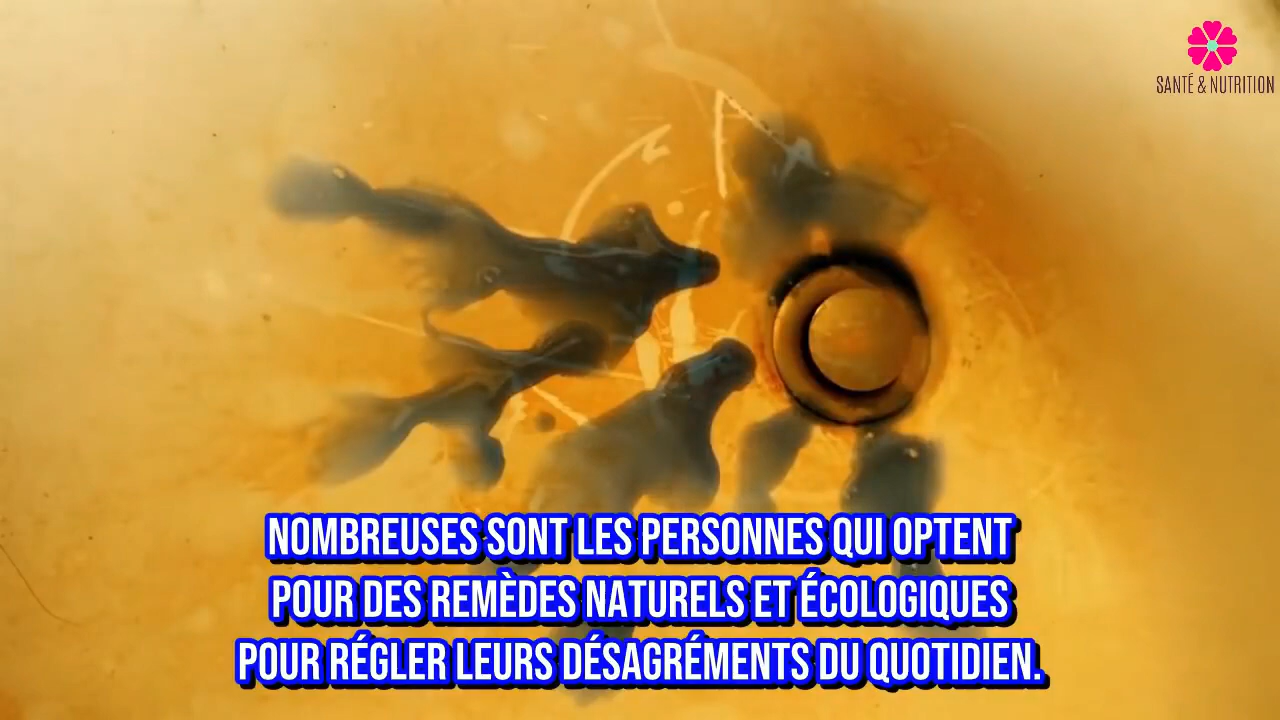 SANTÉ & NUTRITION
NOMBREUSES SONT LES PERSONNES QUI OPTENT
POUR DES REMÈDES NATURELS ET ÉCOLOGIQUES
POUR RÉGLER LEURS DÉSAGRÉMENTS DU QUOTIDIEN.